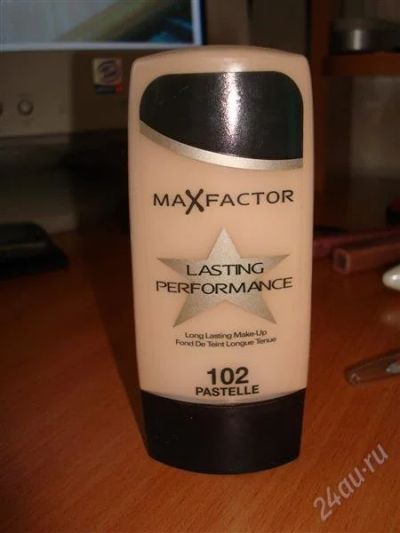 MAXFACTOR
LASTING
PERFORMANCE
Long Lasting Make-Up
Fond De Teint Longue Tenue
102
PASTELLE
24au.ru